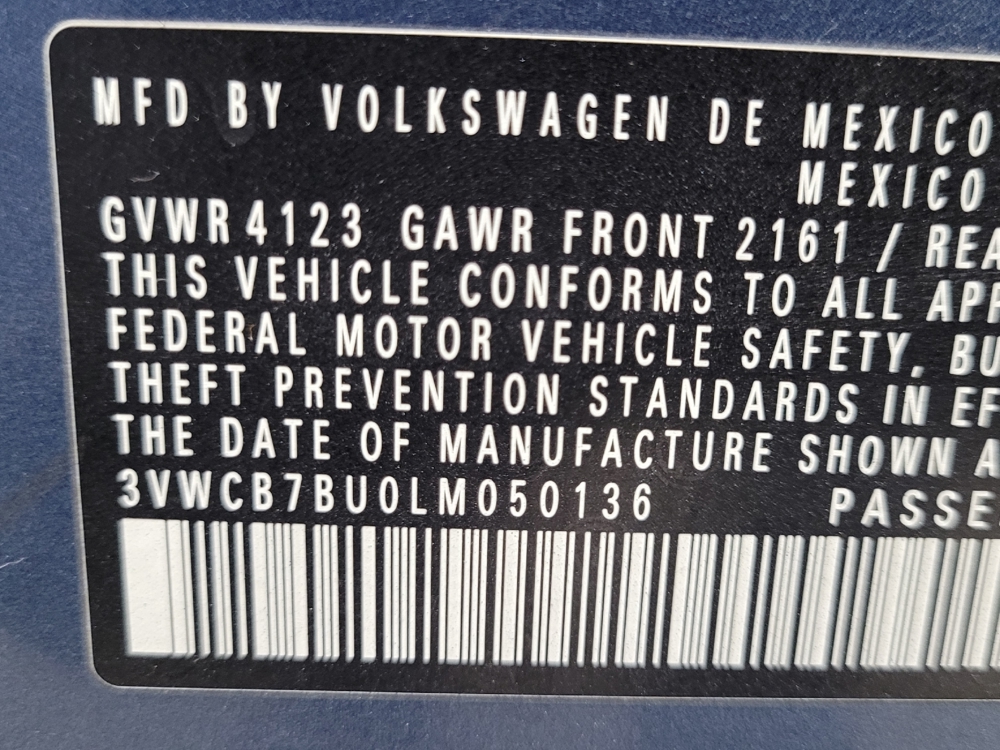 MFD BY VOLKSWAGEN DE MEXICO
MEXICO
GVWR 4123 GAWR FRONT 2161 / REA
THIS VEHICLE CONFORMS TO ALL APP
FEDERAL MOTOR VEHICLE SAFETY, BU
THEFT PREVENTION STANDARDS IN EF
THE DATE OF MANUFACTURE SHOWN A
3VWCB7BU0LM050136 PASSE